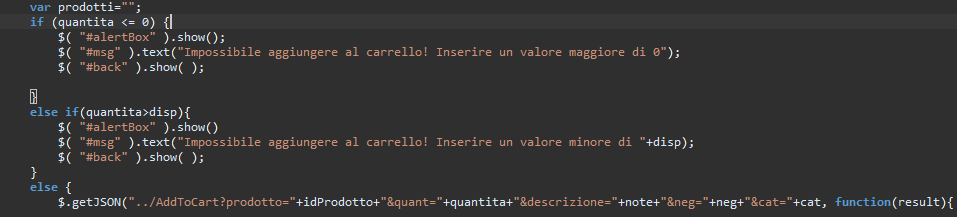 var prodotti="";
if (quantita <= 0) {
$( "#alertBox" ).show();
$( "#msg" ).text("Impossibile aggiungere al carrello! Inserire un valore maggiore di 0");
$( "#back" ).show( );
}
else if(quantita>disp){
$( "#alertBox" ).show()
$( "#msg" ).text("Impossibile aggiungere al carrello! Inserire un valore minore di "+disp);
$( "#back" ).show( );
}
else {
$.getJSON("../AddToCart?prodotto="+idProdotto+"&quant="+quantita+"&descrizione="+note+"&neg="+neg+"&cat="+cat, function(result){